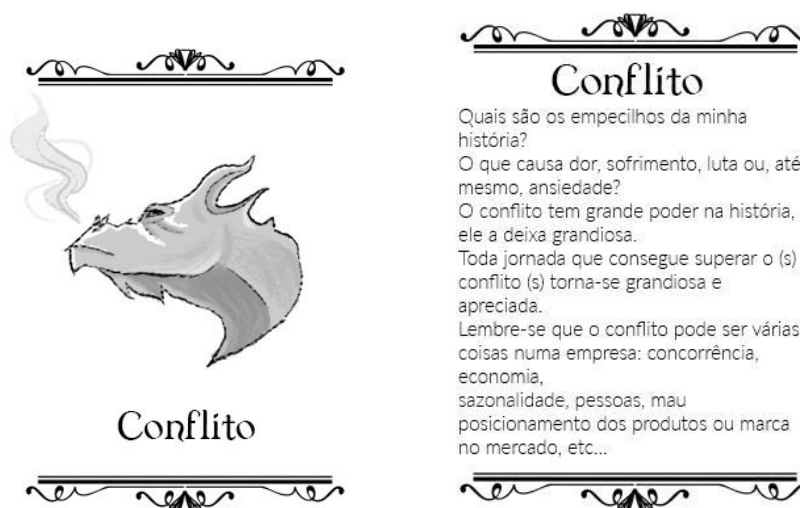 Conflito
Conflito
Quais são os empecilhos da minha
história?
O que causa dor, sofrimento, luta ou, até
mesmo, ansiedade?
O conflito tem grande poder na história,
ele a deixa grandiosa.
Toda jornada que consegue superar o (s)
conflito (s) torna-se grandiosa e
apreciada.
Lembre-se que o conflito pode ser várias
coisas numa empresa: concorrência,
economia,
sazonalidade, pessoas, mau
posicionamento dos produtos ou marca
no mercado, etc...